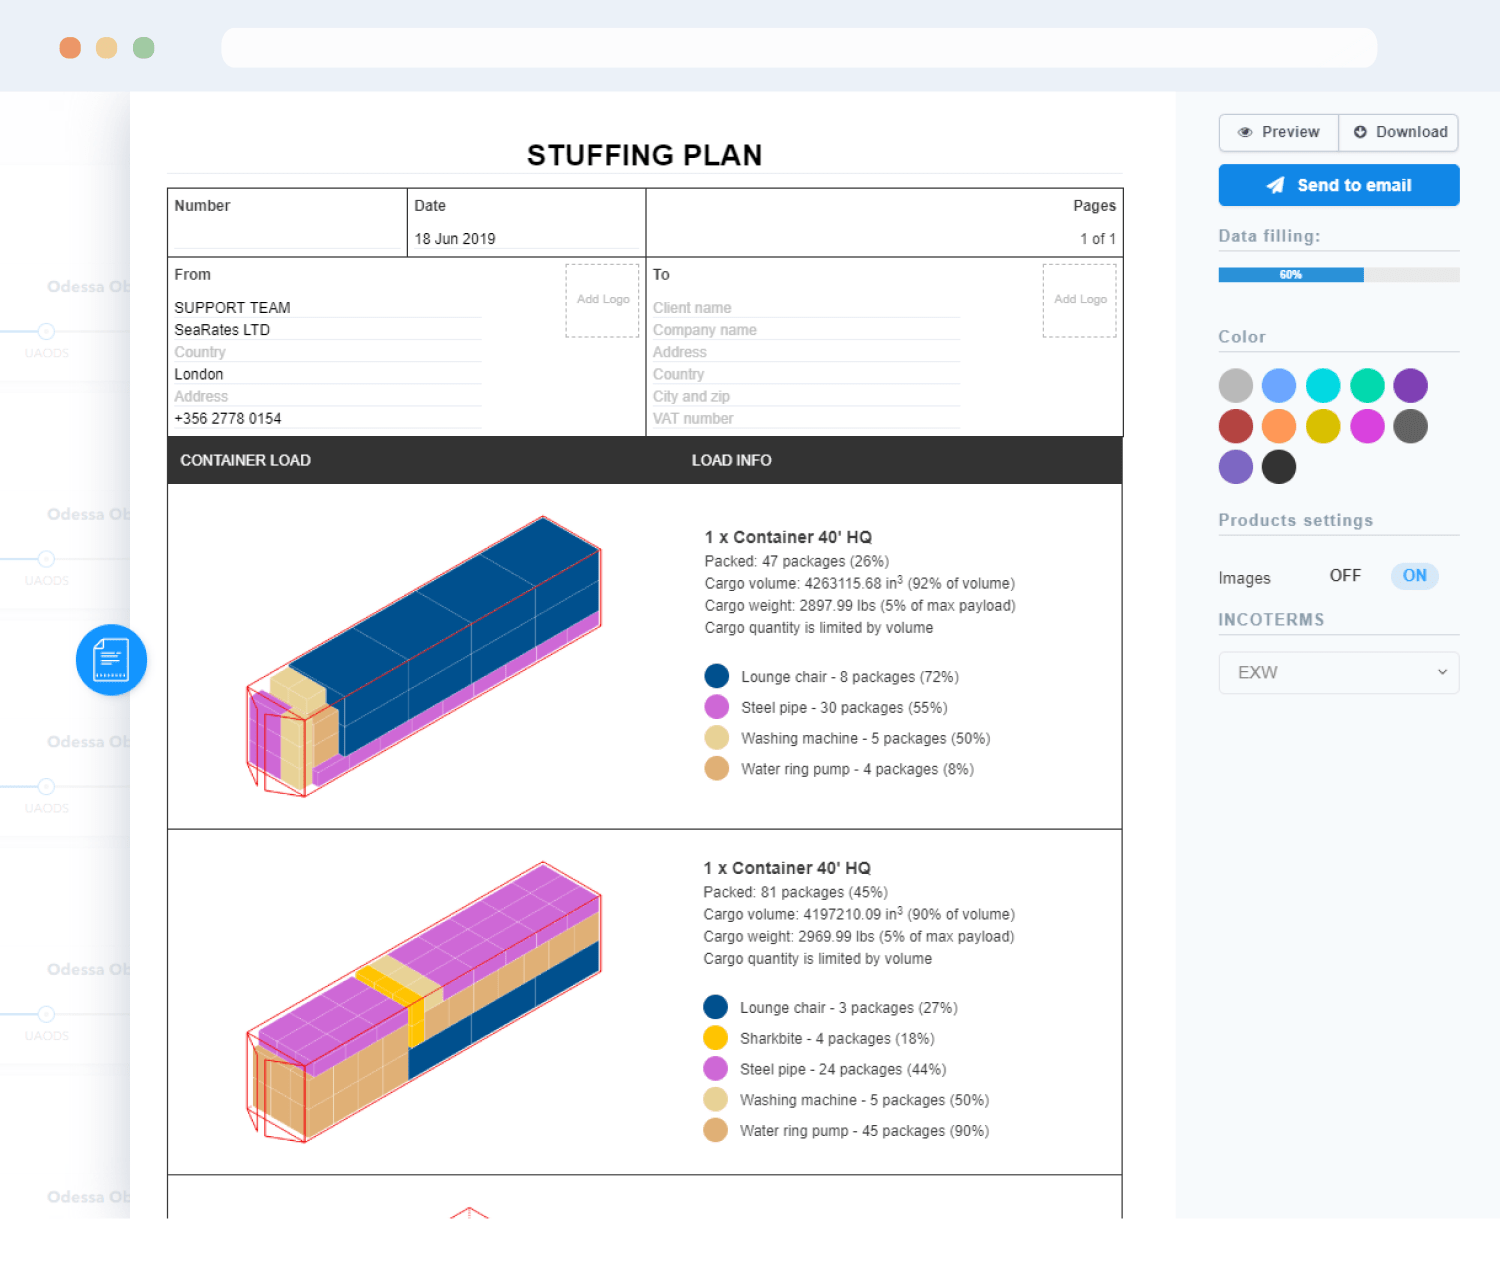 Preview
Download
Send to email
Data filling:
60%
Color
Products settings
Images
OFF
ON
INCOTERMS
EXW
STUFFING PLAN
Number
Date
18 Jun 2019
Pages
1 of 1
From
Add Logo
SUPPORT TEAM
SeaRates LTD
Country
London
Address
+356 2778 0154
To
Add Logo
Client name
Company name
Address
Country
City and zip
VAT number
CONTAINER LOAD
LOAD INFO
1 x Container 40' HQ
Packed: 47 packages (26%)
Cargo volume: 4263115.68 in³ (92% of volume)
Cargo weight: 2897.99 lbs (5% of max payload)
Cargo quantity is limited by volume
Lounge chair - 8 packages (72%)
Steel pipe - 30 packages (55%)
Washing machine - 5 packages (50%)
Water ring pump - 4 packages (8%)
1 x Container 40' HQ
Packed: 81 packages (45%)
Cargo volume: 4197210.09 in³ (90% of volume)
Cargo weight: 2969.99 lbs (5% of max payload)
Cargo quantity is limited by volume
Lounge chair - 3 packages (27%)
Sharkbite - 4 packages (18%)
Steel pipe - 24 packages (44%)
Washing machine - 5 packages (50%)
Water ring pump - 45 packages (90%)
Odessa Ob
UAODS
Odessa Ob
UAODS
Odessa Ob
UAODS
Odessa Ob
UAODS
Odessa Ob